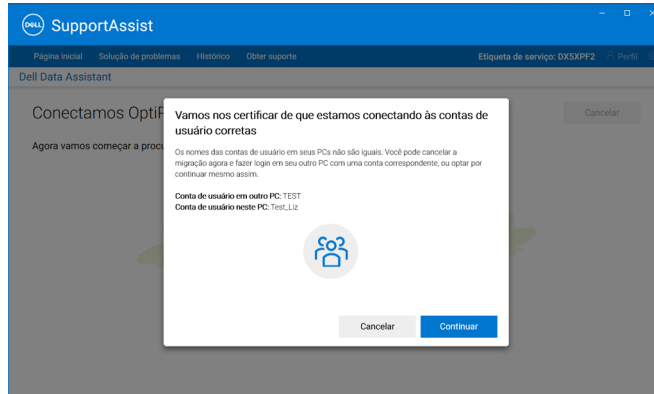 DELL SupportAssist
Página inicial Solução de problemas Histórico Obter suporte Etiqueta de serviço: DX5XPF2 Perfil
Dell Data Assistant
Conectamos OptiP
Cancelar
Agora vamos começar a procu
Vamos nos certificar de que estamos conectando às contas de
usuário corretas
Os nomes das contas de usuário em seus PCs não são iguais. Você pode cancelar a
migração agora e fazer login em seu outro PC com uma conta correspondente, ou optar por
continuar mesmo assim.
Conta de usuário em outro PC: TEST
Conta de usuário neste PC: Test_Liz
Cancelar Continuar